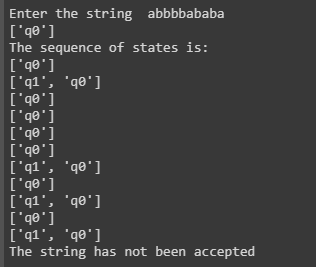 Enter the string  abbbbababa
['q0']
The sequence of states is:
['q0']
['q1', 'q0']
['q0']
['q0']
['q0']
['q0']
['q1', 'q0']
['q0']
['q1', 'q0']
['q0']
['q1', 'q0']
The string has not been accepted